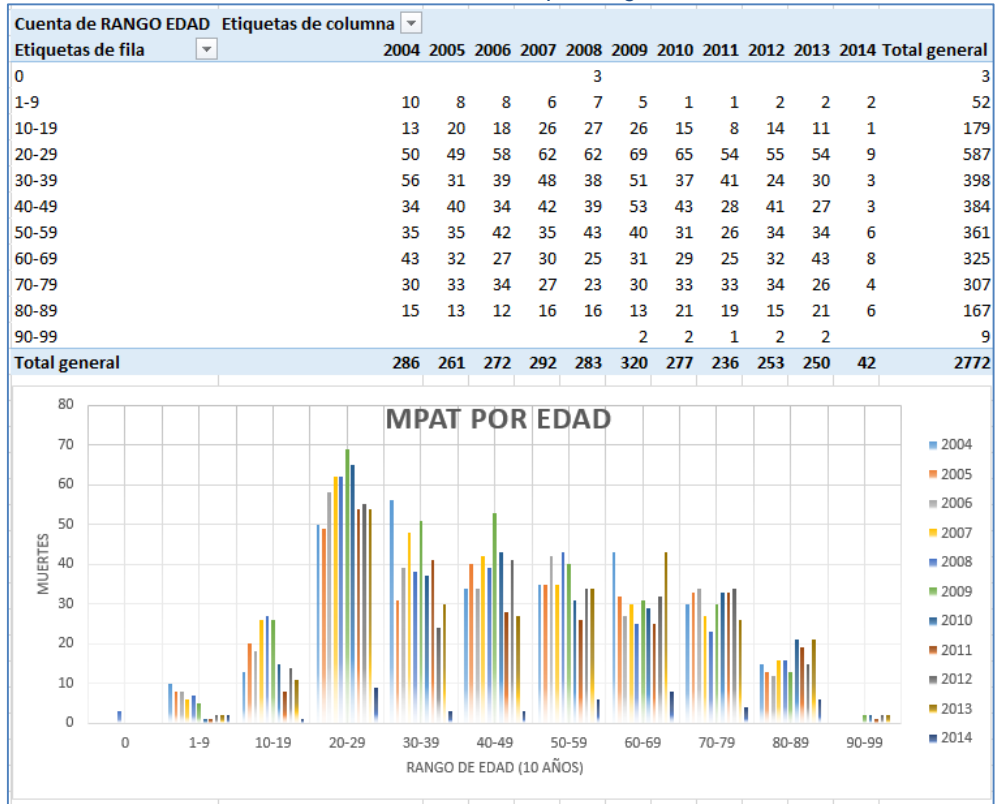 Cuenta de RANGO EDAD Etiquetas de columna
Etiquetas de fila 2004 2005 2006 2007 2008 2009 2010 2011 2012 2013 2014 Total general
0 3 3
1-9 10 8 8 6 7 5 1 1 2 2 2 52
10-19 13 20 18 26 27 26 15 8 14 11 1 179
20-29 50 49 58 62 62 69 65 54 55 54 9 587
30-39 56 31 39 48 38 51 37 41 24 30 3 398
40-49 34 40 34 42 39 53 43 28 41 27 3 384
50-59 35 35 42 35 43 40 31 26 34 34 6 361
60-69 43 32 27 30 25 31 29 25 32 43 8 325
70-79 30 33 34 27 23 30 33 33 34 26 4 307
80-89 15 13 12 16 16 13 21 19 15 21 6 167
90-99 2 2 1 2 2 9
Total general 286 261 272 292 283 320 277 236 253 250 42 2772
MPAT POR EDAD
80
70
60
50
40
30
20
10
0
MUERTES
0 1-9 10-19 20-29 30-39 40-49 50-59 60-69 70-79 80-89 90-99
RANGO DE EDAD (10 AÑOS)
2004
2005
2006
2007
2008
2009
2010
2011
2012
2013
2014